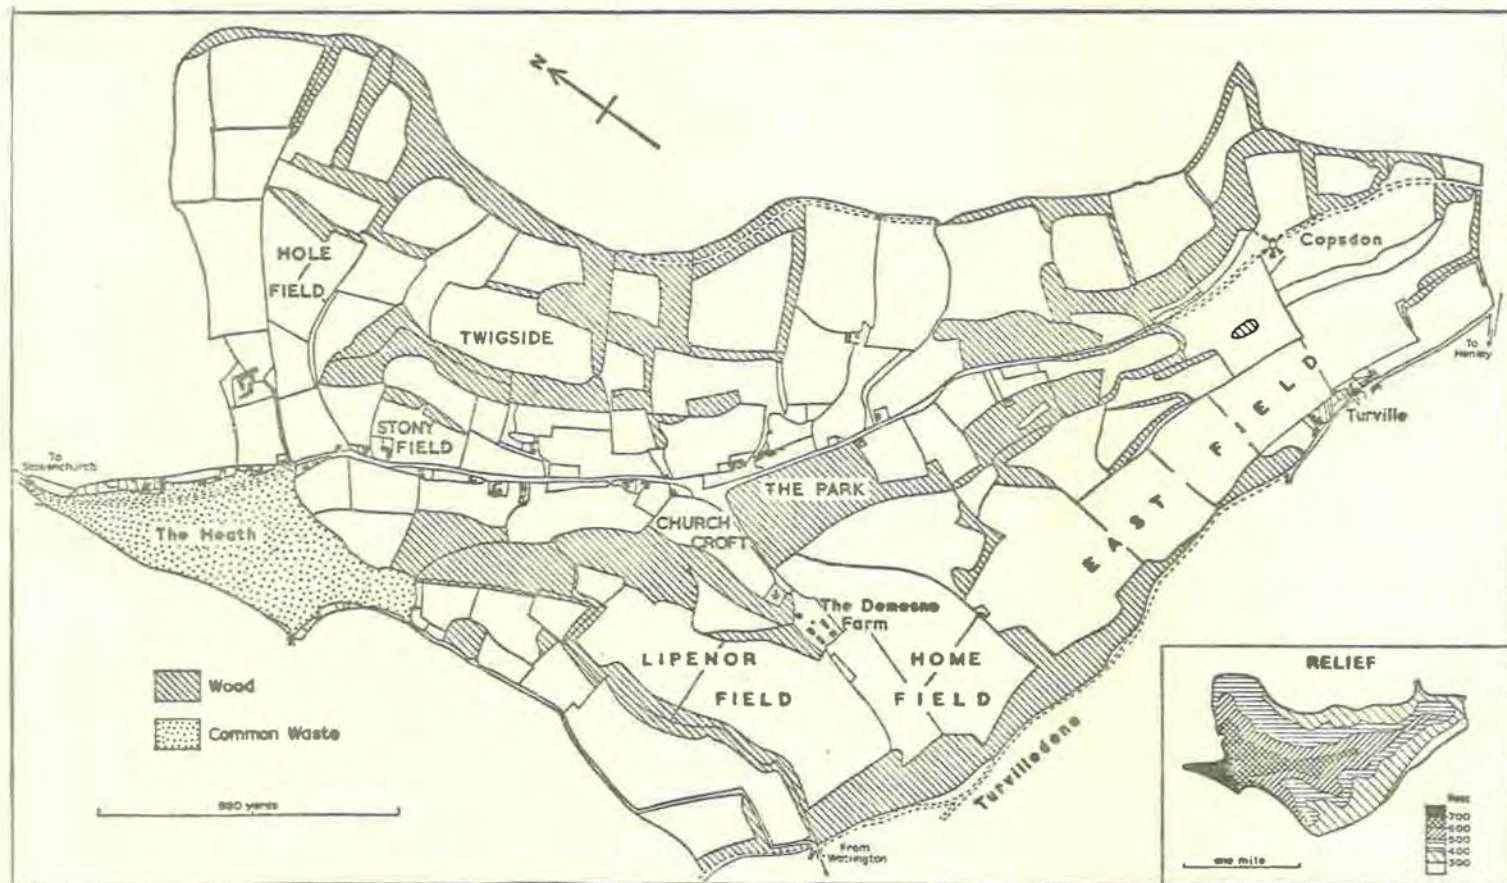 N
HOLE
FIELD
TWIGSIDE
STONY
FIELD
To
Stokenchurch
The Heath
THE PARK
CHURCH
CROFT
The Demesne
Farm
LIPENOR
FIELD
HOME
FIELD
EAST FIELD
Copsdon
To
Henley
Turville
Turvilledene
From
Watlington
Wood
Common Waste
880 yards
RELIEF
one mile
Feet
700
600
500
400
300